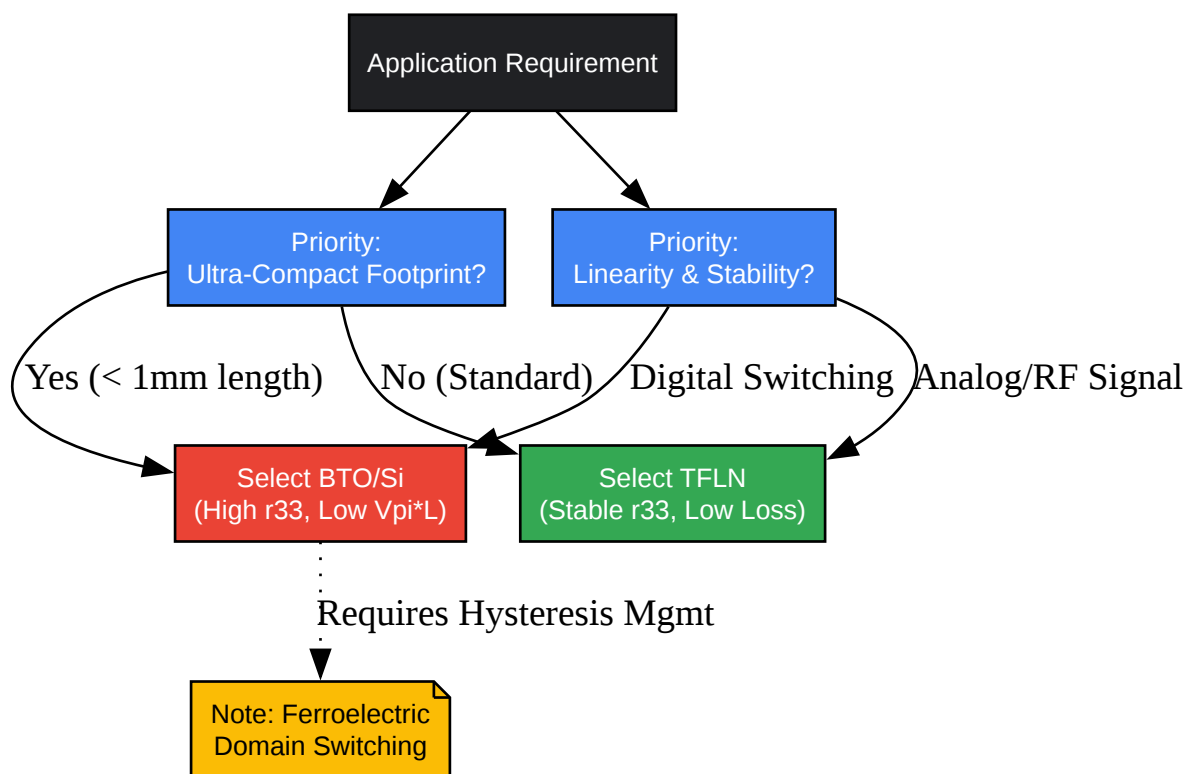 Application Requirement
Priority:
Ultra-Compact Footprint?
Priority:
Linearity & Stability?
Yes (< 1mm length)
No (Standard)
Digital Switching
Analog/RF Signal
Select BTO/Si
(High r33, Low Vpi*L)
Select TFLN
(Stable r33, Low Loss)
Requires Hysteresis Mgmt
Note: Ferroelectric
Domain Switching